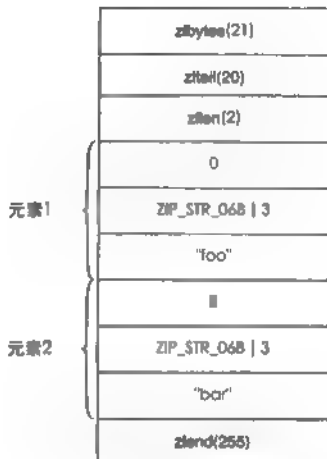 zlbytes(21)
zltail(20)
zllen(2)
0
元素1
ZIP_STR_06B | 3
"foo"
元素2
ZIP_STR_06B | 3
"bar"
zlend(255)